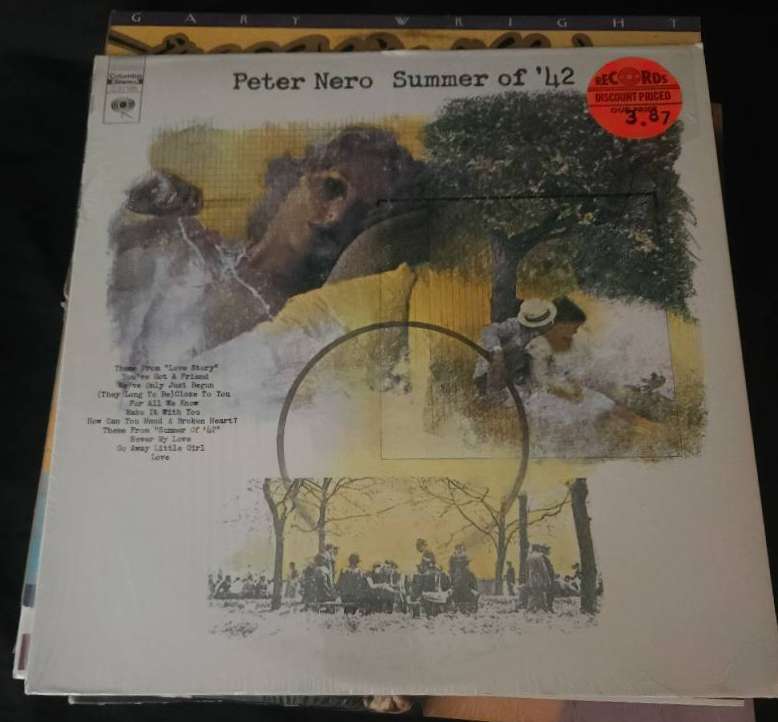 GARY WRIGHT
Columbia
Peter Nero Summer of '42
RECORDS
DISCOUNT PRICED
OUR PRICE
3.87
Theme From "Love Story"
You've Got A Friend
We've Only Just Begun
(They Long To Be)Close To You
For All We Know
Make It With You
How Can You Mend A Broken Heart?
Theme From "Summer Of '42"
Never My Love
Go Away Little Girl
Love